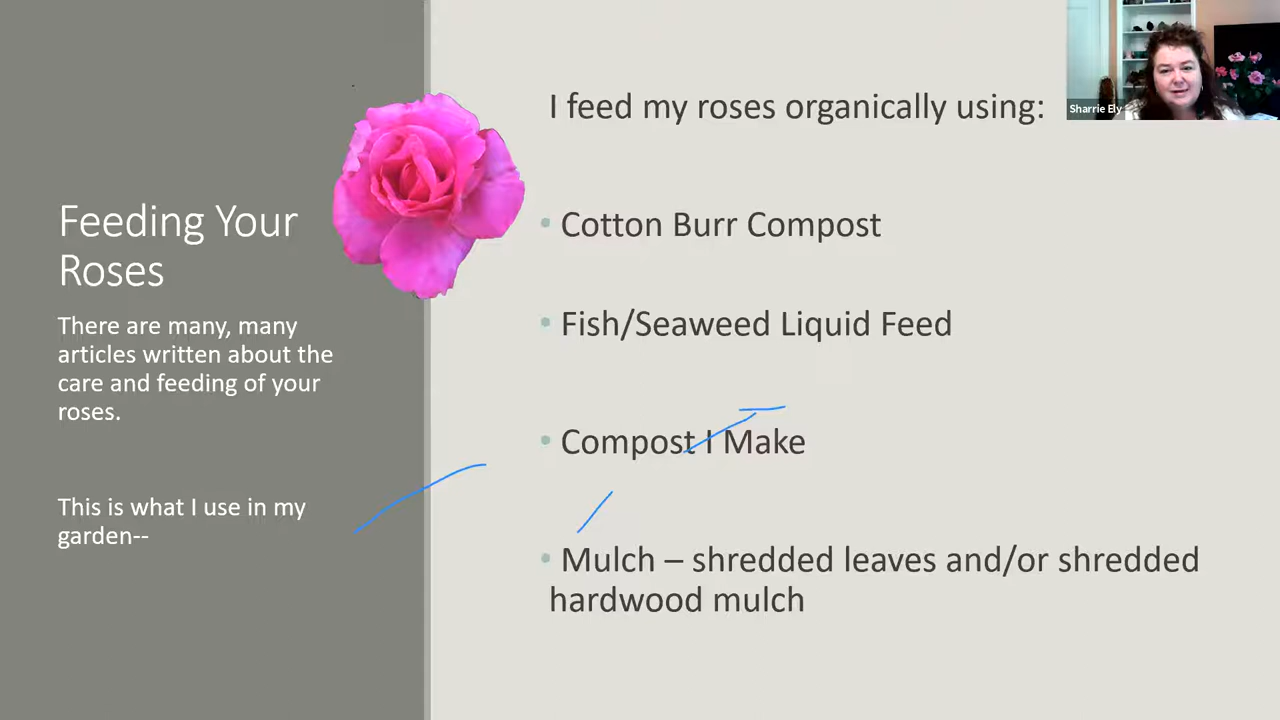 Feeding Your
Roses
There are many, many
articles written about the
care and feeding of your
roses.
This is what I use in my
garden--
I feed my roses organically using:
• Cotton Burr Compost
• Fish/Seaweed Liquid Feed
• Compost I Make
• Mulch – shredded leaves and/or shredded
hardwood mulch
Sharrie Ely